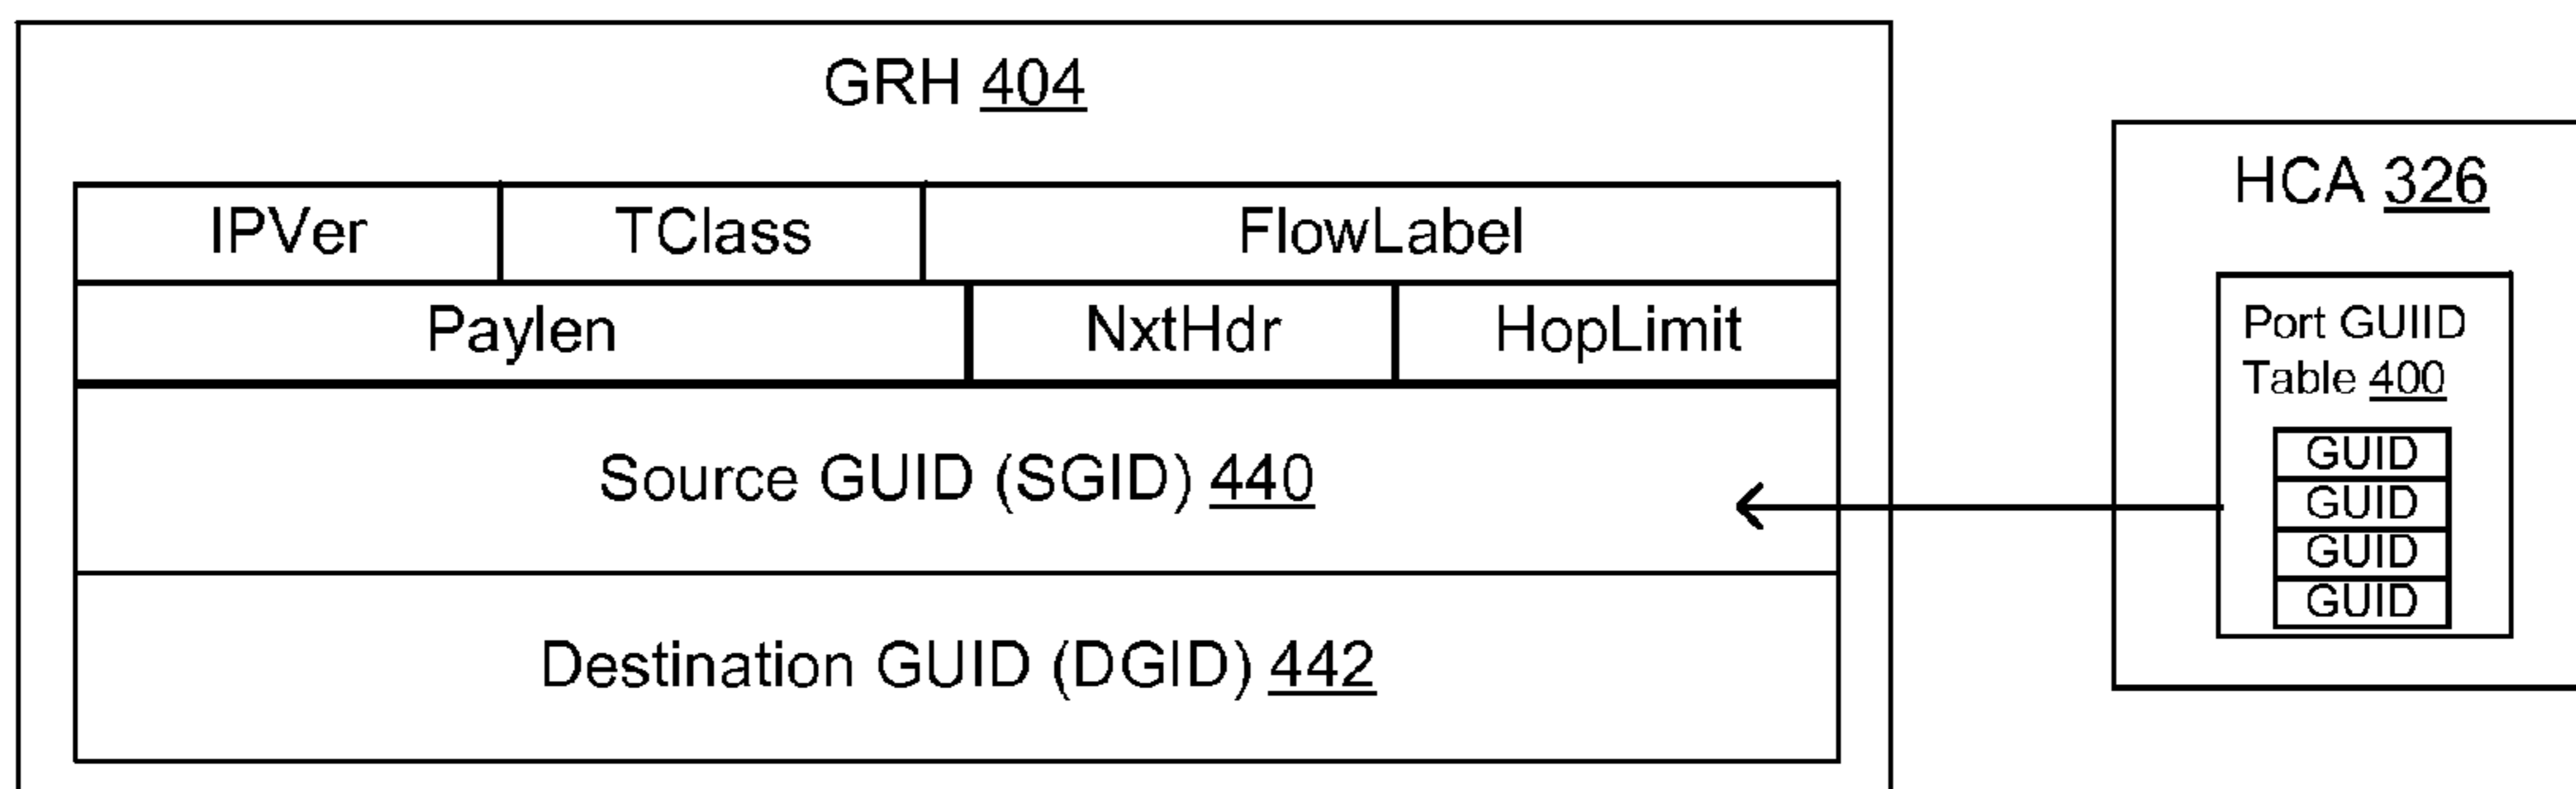 GRH 404
IPVer TClass FlowLabel
Paylen NxtHdr HopLimit
Source GUID (SGID) 440
Destination GUID (DGID) 442
HCA 326
Port GUIID
Table 400
GUID
GUID
GUID
GUID